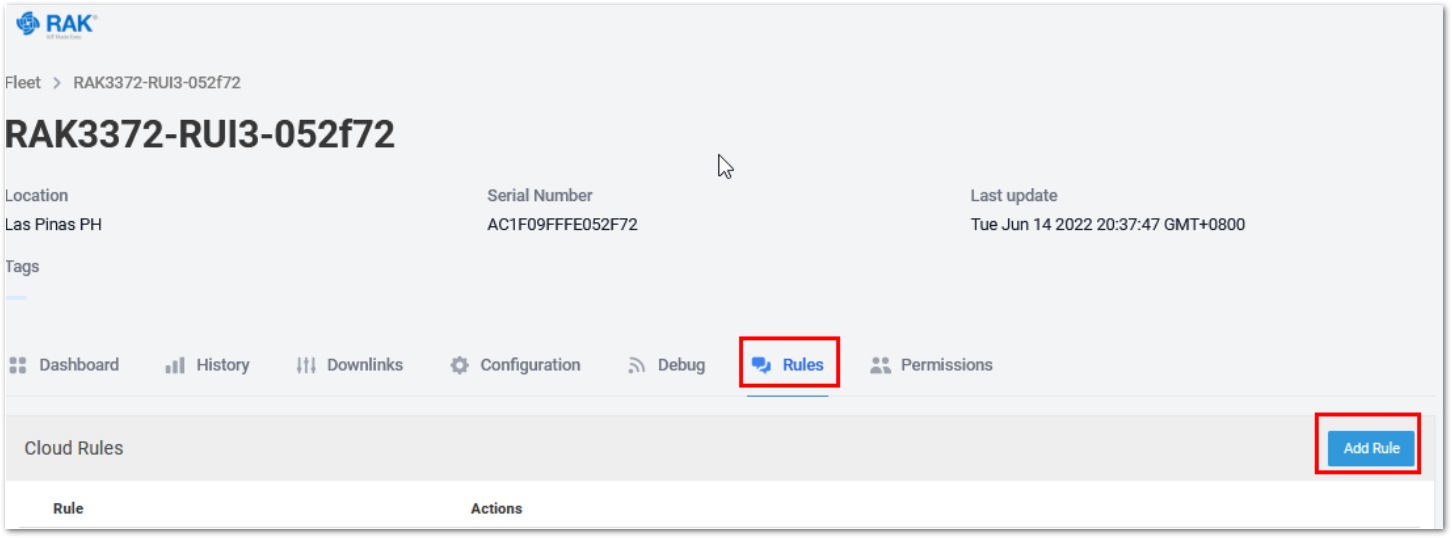 RAK®
IoT Made Easy
Fleet > RAK3372-RUI3-052f72
RAK3372-RUI3-052f72
Location Serial Number Last update
Las Pinas PH AC1F09FFFE052F72 Tue Jun 14 2022 20:37:47 GMT+0800
Tags
Dashboard History Downlinks Configuration Debug Rules Permissions
Cloud Rules Add Rule
Rule Actions